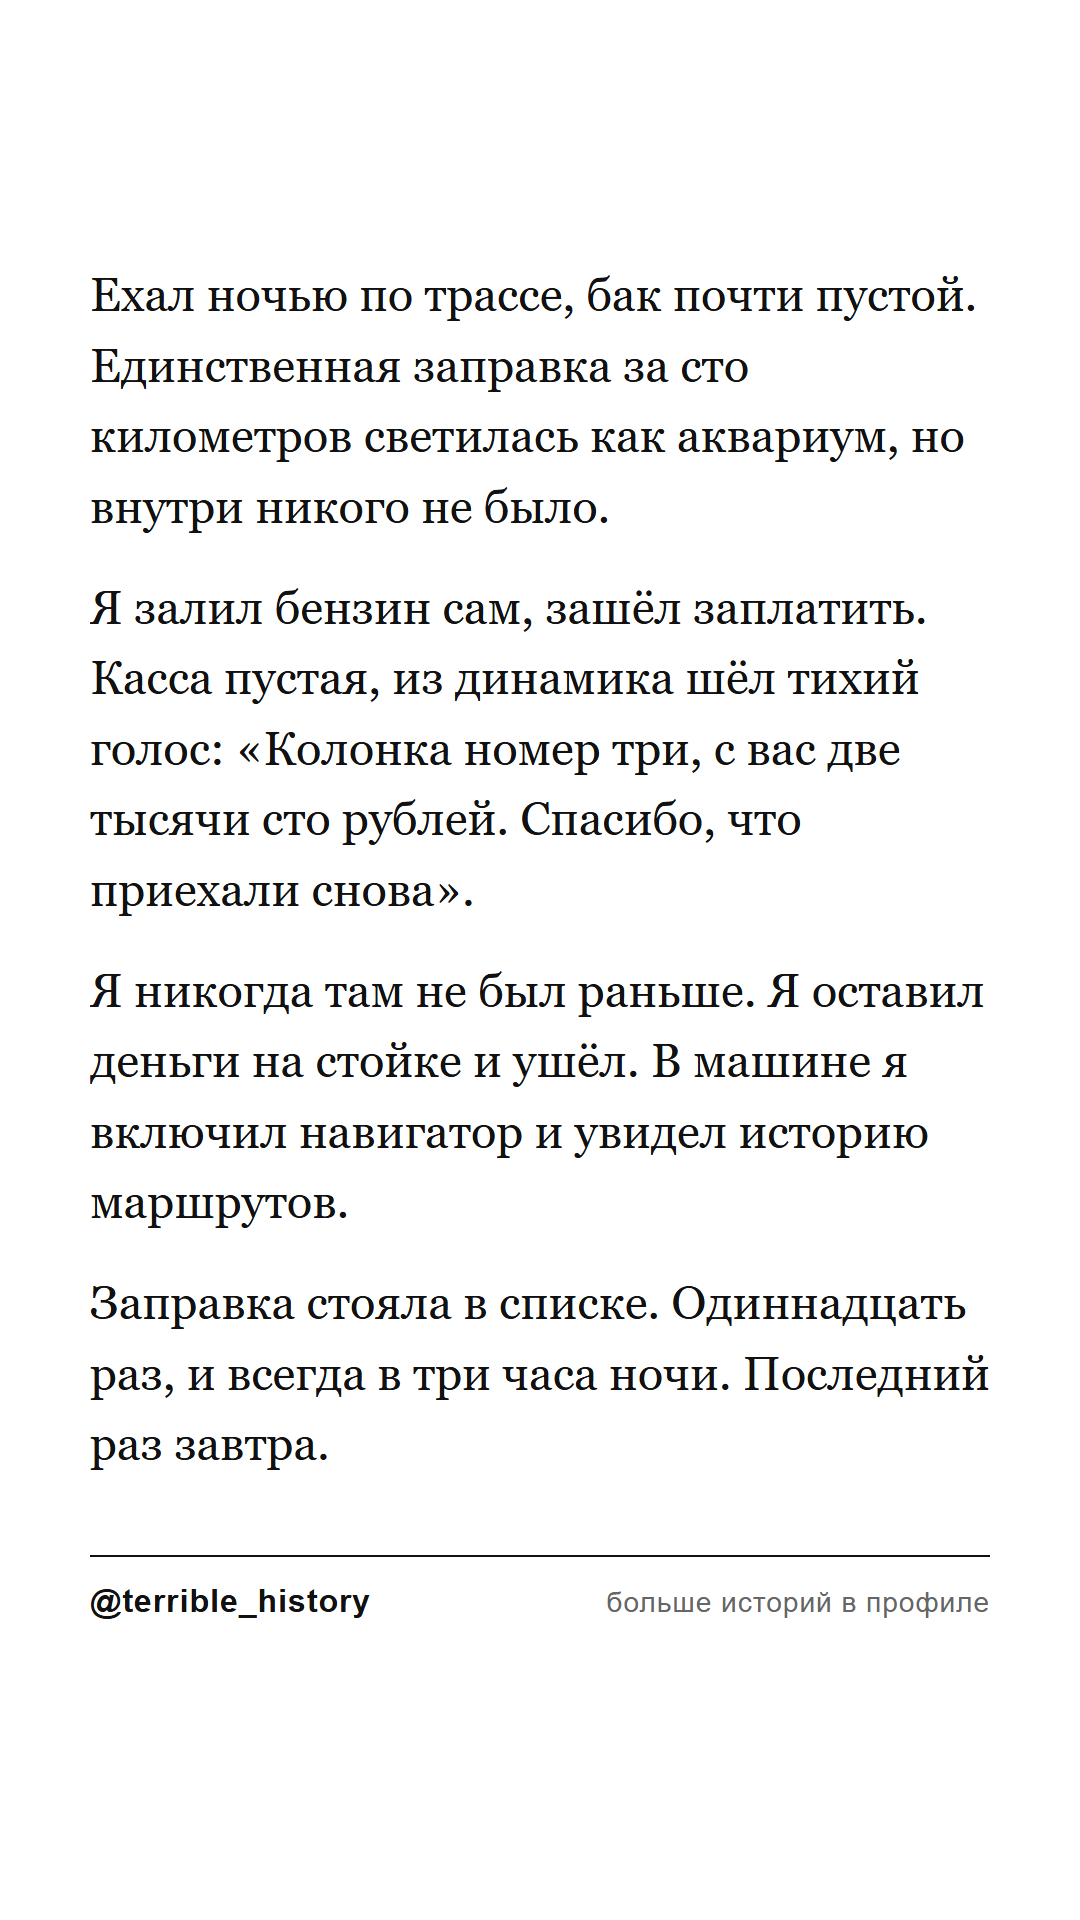 Ехал ночью по трассе, бак почти пустой.
Единственная заправка за сто
километров светилась как аквариум, но
внутри никого не было.
Я залил бензин сам, зашёл заплатить.
Касса пустая, из динамика шёл тихий
голос: «Колонка номер три, с вас две
тысячи сто рублей. Спасибо, что
приехали снова».
Я никогда там не был раньше. Я оставил
деньги на стойке и ушёл. В машине я
включил навигатор и увидел историю
маршрутов.
Заправка стояла в списке. Одиннадцать
раз, и всегда в три часа ночи. Последний
раз завтра.
@terrible_history
больше историй в профиле